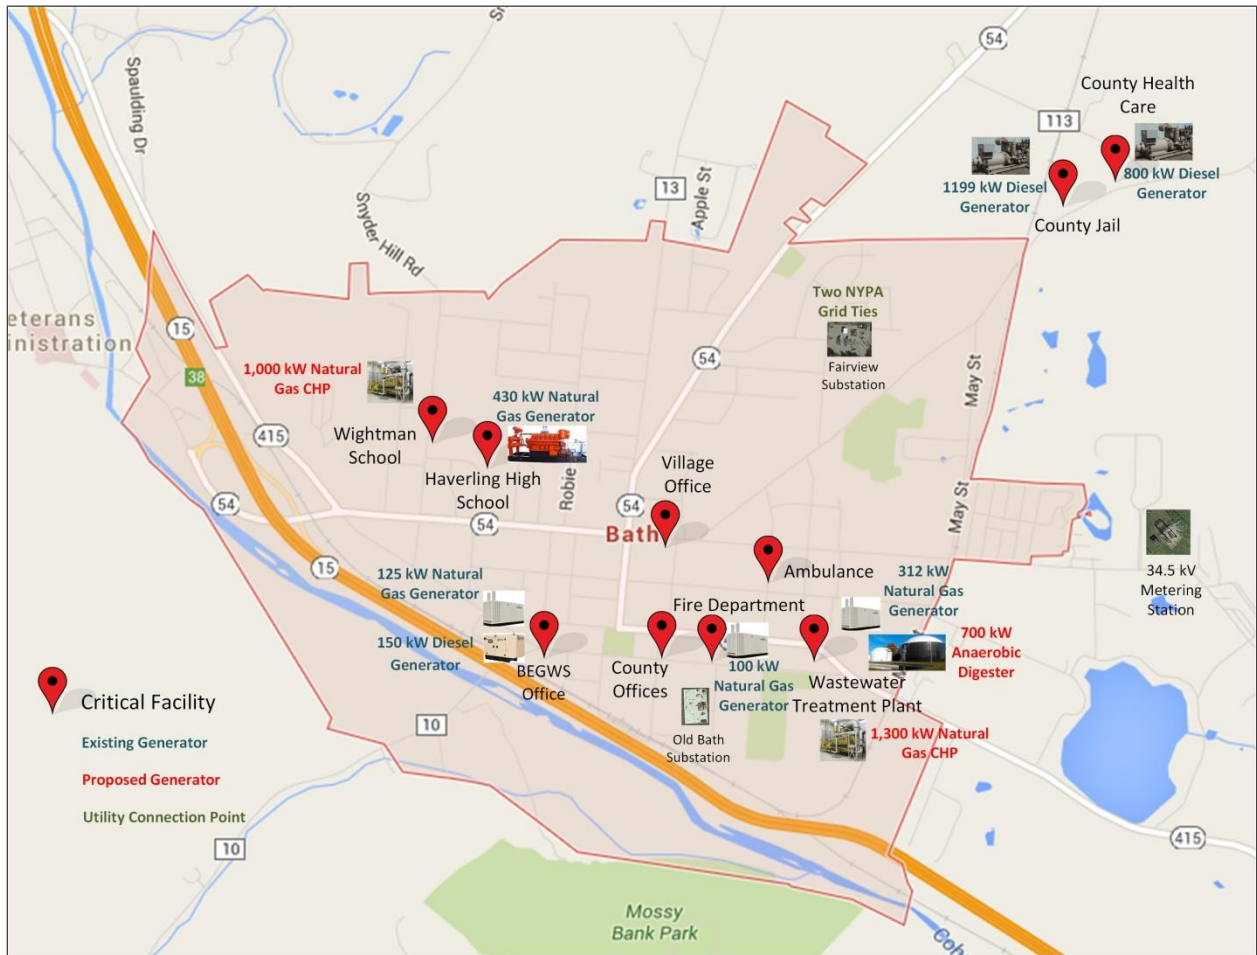 54
Spaulding Dr
County Health
Care
113
1199 kW Diesel
Generator
800 kW Diesel
Generator
County Jail
13
Apple St
Snyder Hill Rd
eterans
inistration
15
38
Two NYPA
Grid Ties
Fairview
Substation
54
May St
1,000 kW Natural
Gas CHP
430 kW Natural
Gas Generator
Wightman
School
415
Haverling High
School
Robie
Village
Office
54
54
54
Bath
May St
15
34.5 kV
Metering
Station
Ambulance
125 kW Natural
Gas Generator
312 kW
Natural Gas
Generator
Fire Department
150 kW Diesel
Generator
BEGWS
Office
County
Offices
100 kW
Natural Gas
Generator
700 kW
Anaerobic
Digester
Wastewater
Treatment Plant
Old Bath
Substation
1,300 kW Natural
Gas CHP
Critical Facility
Existing Generator
Proposed Generator
Utility Connection Point
10
10
415
Mossy
Bank Park
Coh